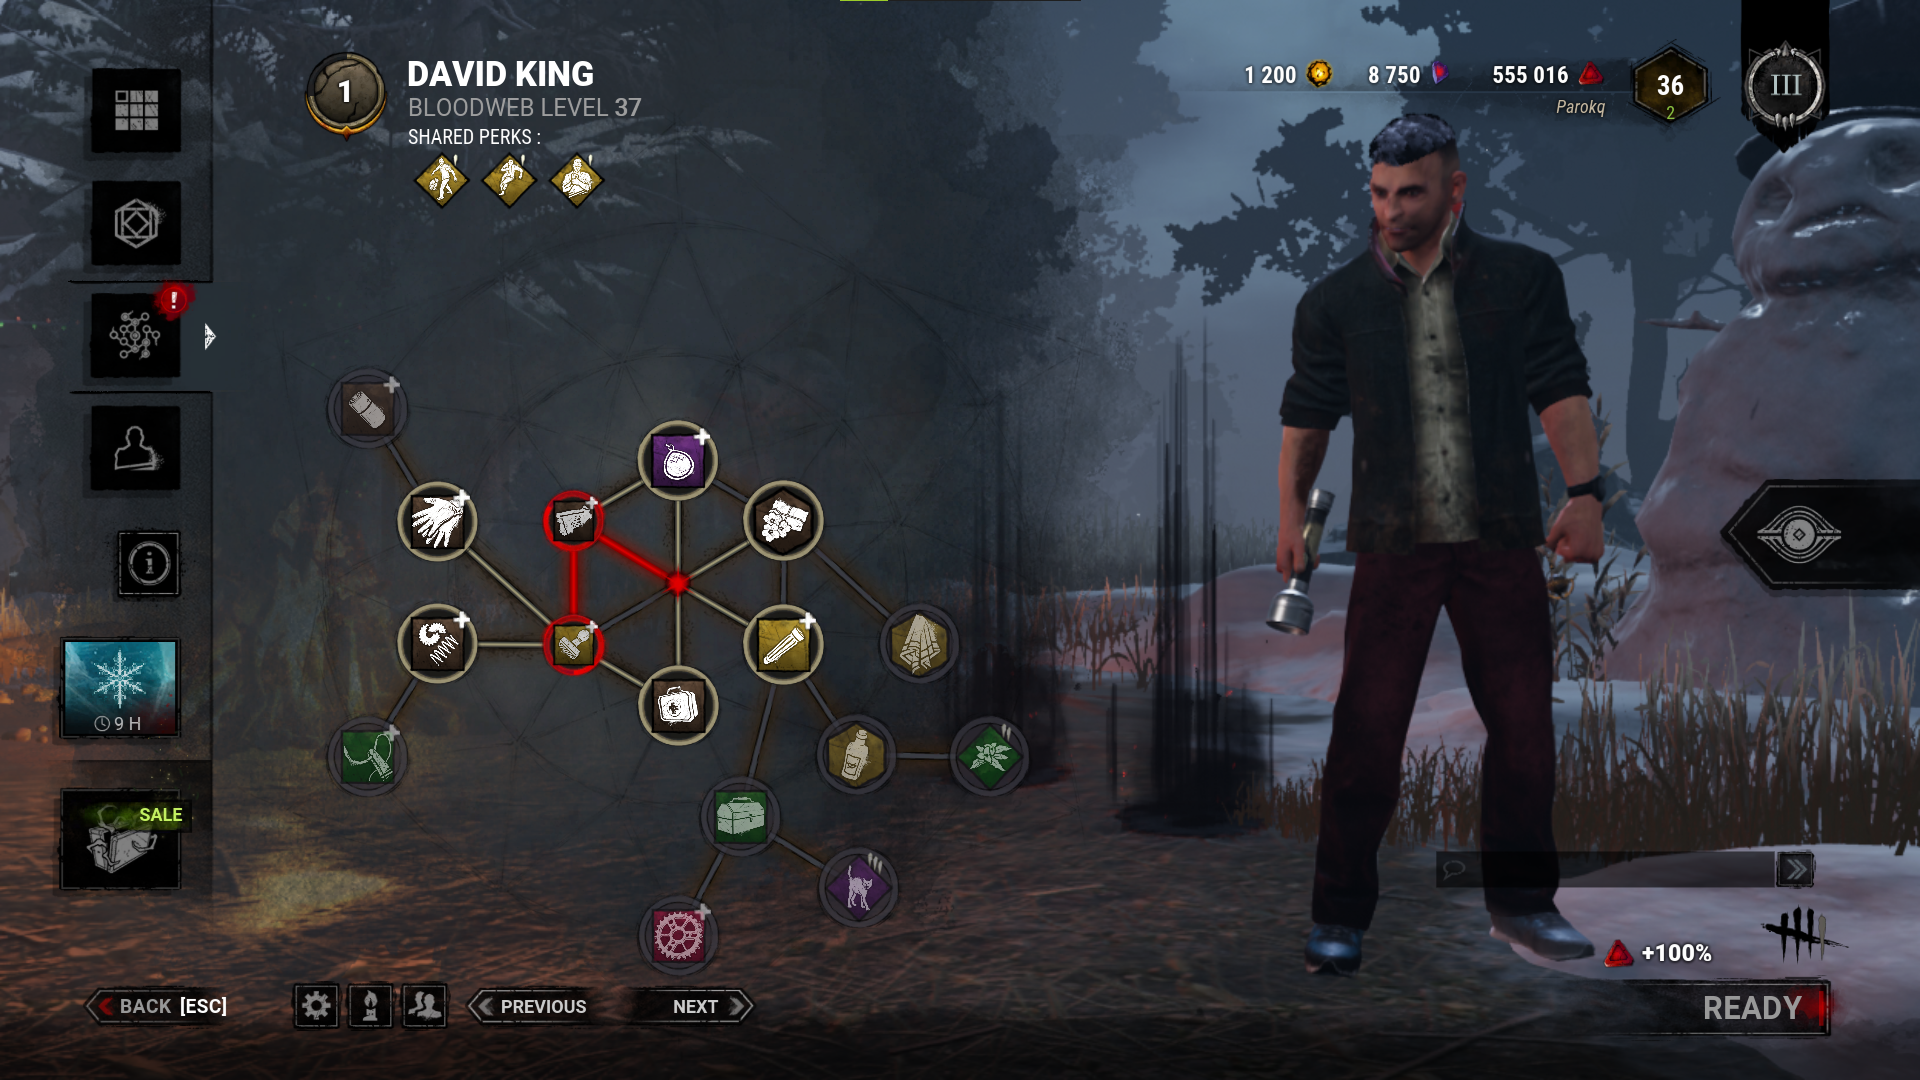 DAVID KING
1
BLOODWEB LEVEL 37
SHARED PERKS :
1 200
8 750
555 016
Parokq
36
2
III
!
9 H
SALE
+100%
BACK [ESC]
PREVIOUS
NEXT
READY